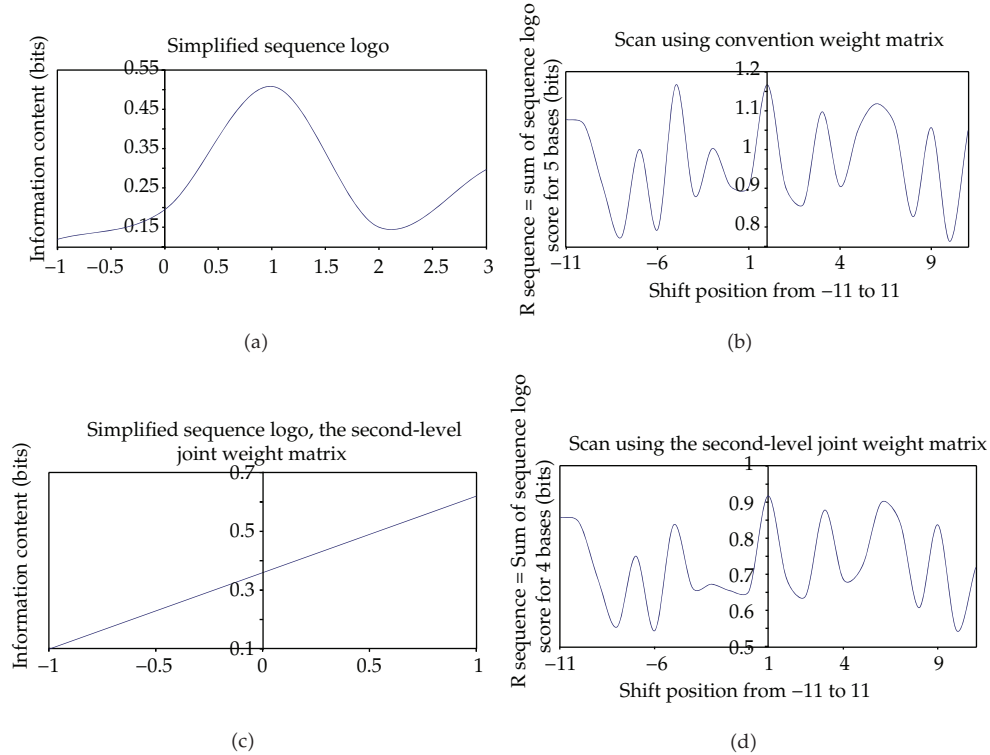 Simplified sequence logo
Information content (bits)
0.55
0.45
0.35
0.25
0.15
−1 −0.5 0 0.5 1 1.5 2 2.5 3
(a)
Scan using convention weight matrix
R sequence = sum of sequence logo
score for 5 bases (bits)
1.2
1.1
1
0.9
0.8
−11 −6 1 4 9
Shift position from −11 to 11
(b)
Simplified sequence logo, the second-level
joint weight matrix
Information content (bits)
0.7
0.5
0.3
0.1
−1 −0.5 0 0.5 1
(c)
Scan using the second-level joint weight matrix
R sequence = Sum of sequence logo
score for 4 bases (bits)
1
0.9
0.8
0.7
0.6
0.5
−11 −6 1 4 9
Shift position from −11 to 11
(d)